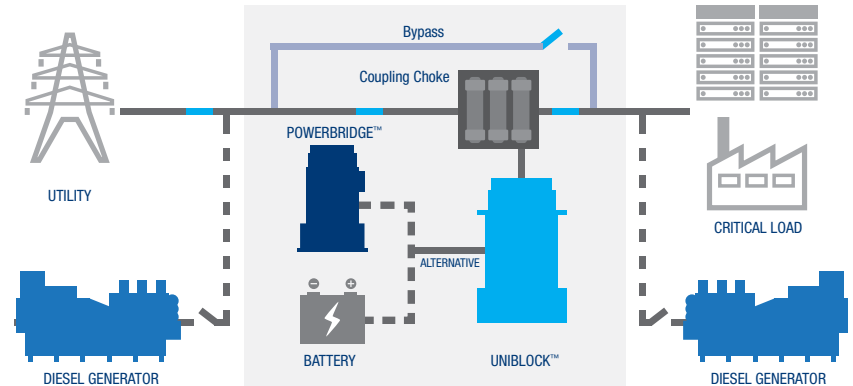 Bypass
Coupling Choke
POWERBRIDGE™
UTILITY
CRITICAL LOAD
ALTERNATIVE
BATTERY
UNIBLOCK™
DIESEL GENERATOR
DIESEL GENERATOR